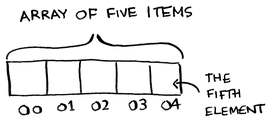 ARRAY OF FIVE ITEMS
00 01 02 03 04
THE
FIFTH
ELEMENT